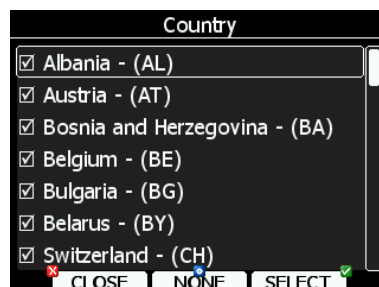 Country
Albania - (AL)
Austria - (AT)
Bosnia and Herzegovina - (BA)
Belgium - (BE)
Bulgaria - (BG)
Belarus - (BY)
Switzerland - (CH)
CLOSE NONE SELECT